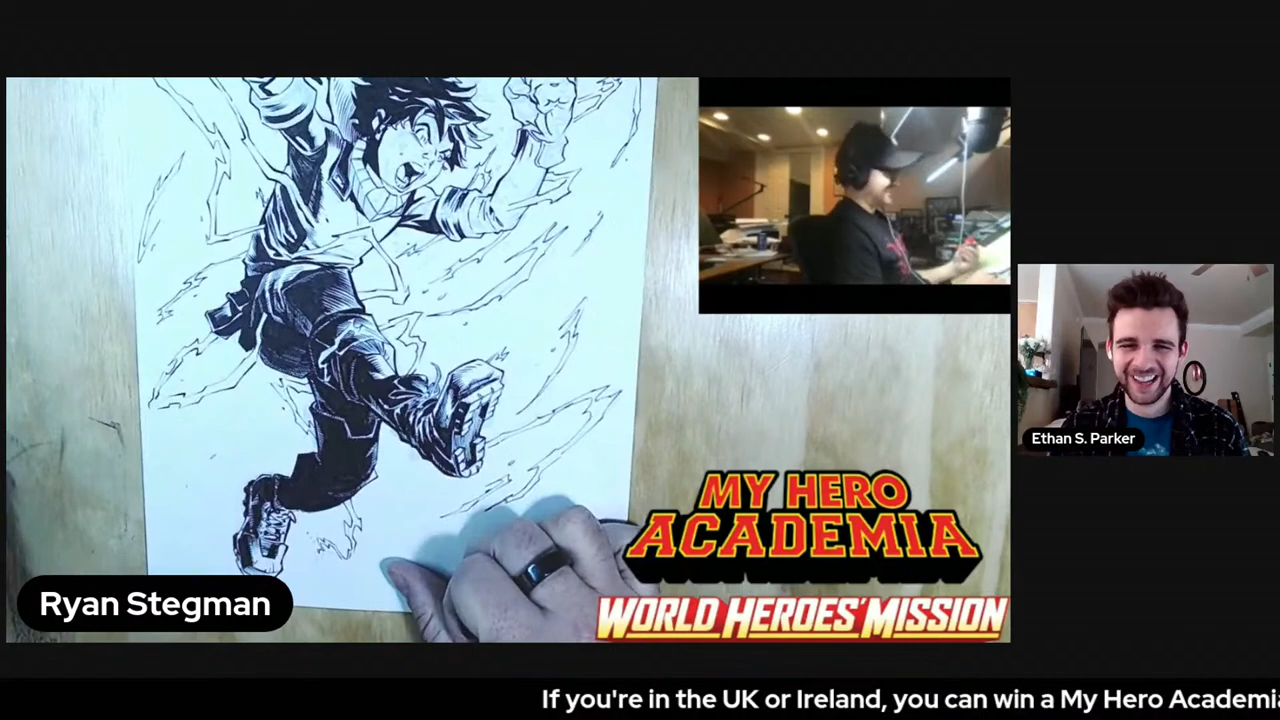 Ryan Stegman
MY HERO
ACADEMIA
WORLD HEROES' MISSION
Ethan S. Parker
If you're in the UK or Ireland, you can win a My Hero Academia